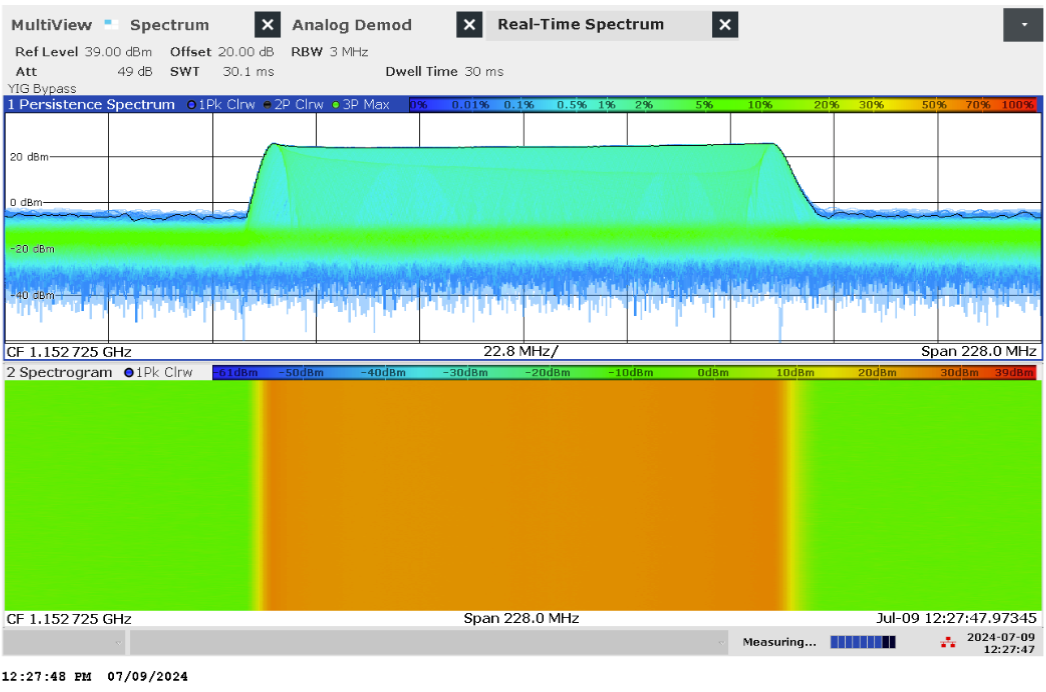 MultiView Spectrum Analog Demod Real-Time Spectrum
Ref Level 39.00 dBm Offset 20.00 dB RBW 3 MHz
Att 49 dB SWT 30.1 ms Dwell Time 30 ms
YIG Bypass
1 Persistence Spectrum 1Pk Clrw 2P Clrw 3P Max 0% 0.01% 0.1% 0.5% 1% 2% 5% 10% 20% 30% 50% 70% 100%
20 dBm
0 dBm
-20 dBm
-40 dBm
CF 1.152725 GHz 22.8 MHz/ Span 228.0 MHz
2 Spectrogram 1Pk Clrw -61dBm -50dBm -40dBm -30dBm -20dBm -10dBm 0dBm 10dBm 20dBm 30dBm 39dBm
CF 1.152725 GHz Span 228.0 MHz Jul-09 12:27:47.97345
Measuring... 2024-07-09
12:27:47
12:27:48 PM 07/09/2024